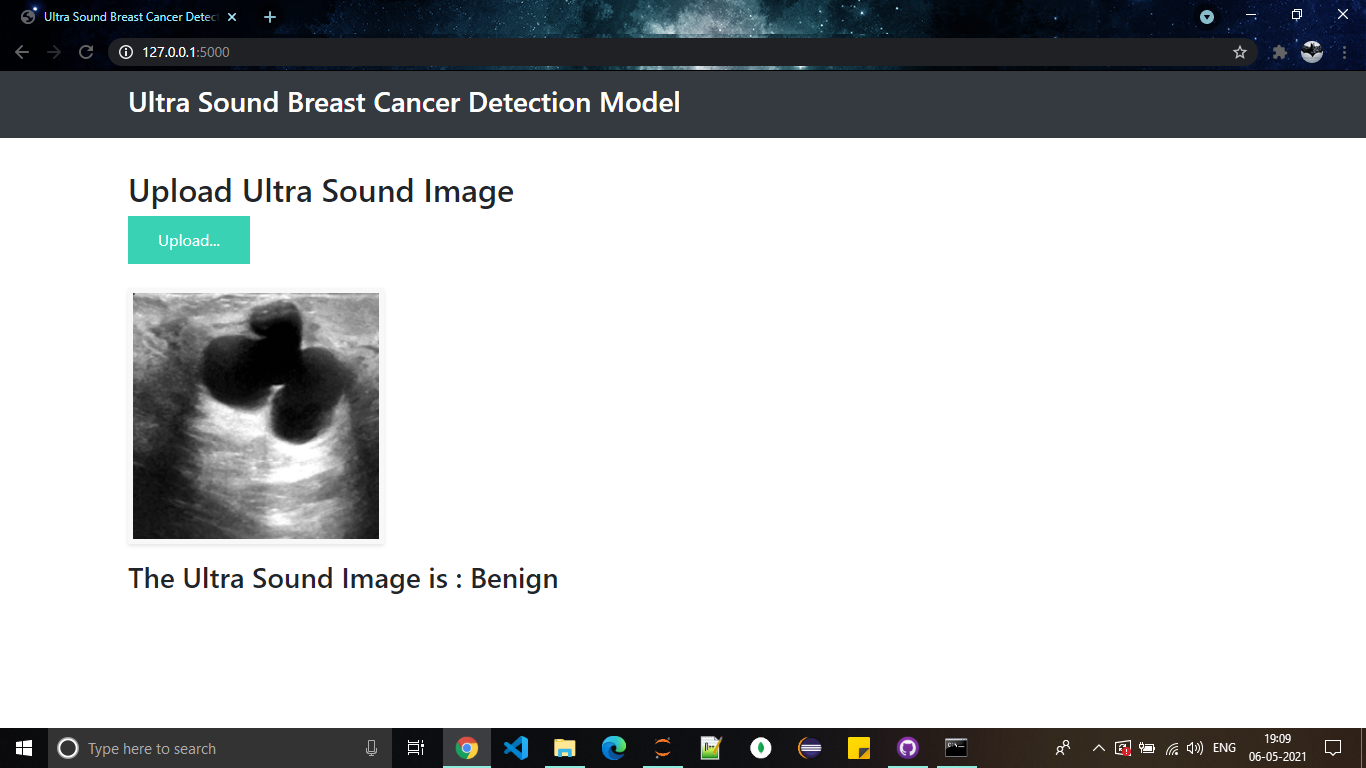 Ultra Sound Breast Cancer Detec
127.0.0.1:5000
Ultra Sound Breast Cancer Detection Model
Upload Ultra Sound Image
Upload...
The Ultra Sound Image is : Benign
Type here to search
ENG
19:09
06-05-2021